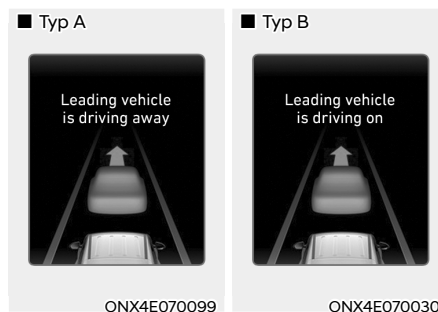 ■ Typ A
Leading vehicle
is driving away
ONX4E070099
■ Typ B
Leading vehicle
is driving on
ONX4E070030